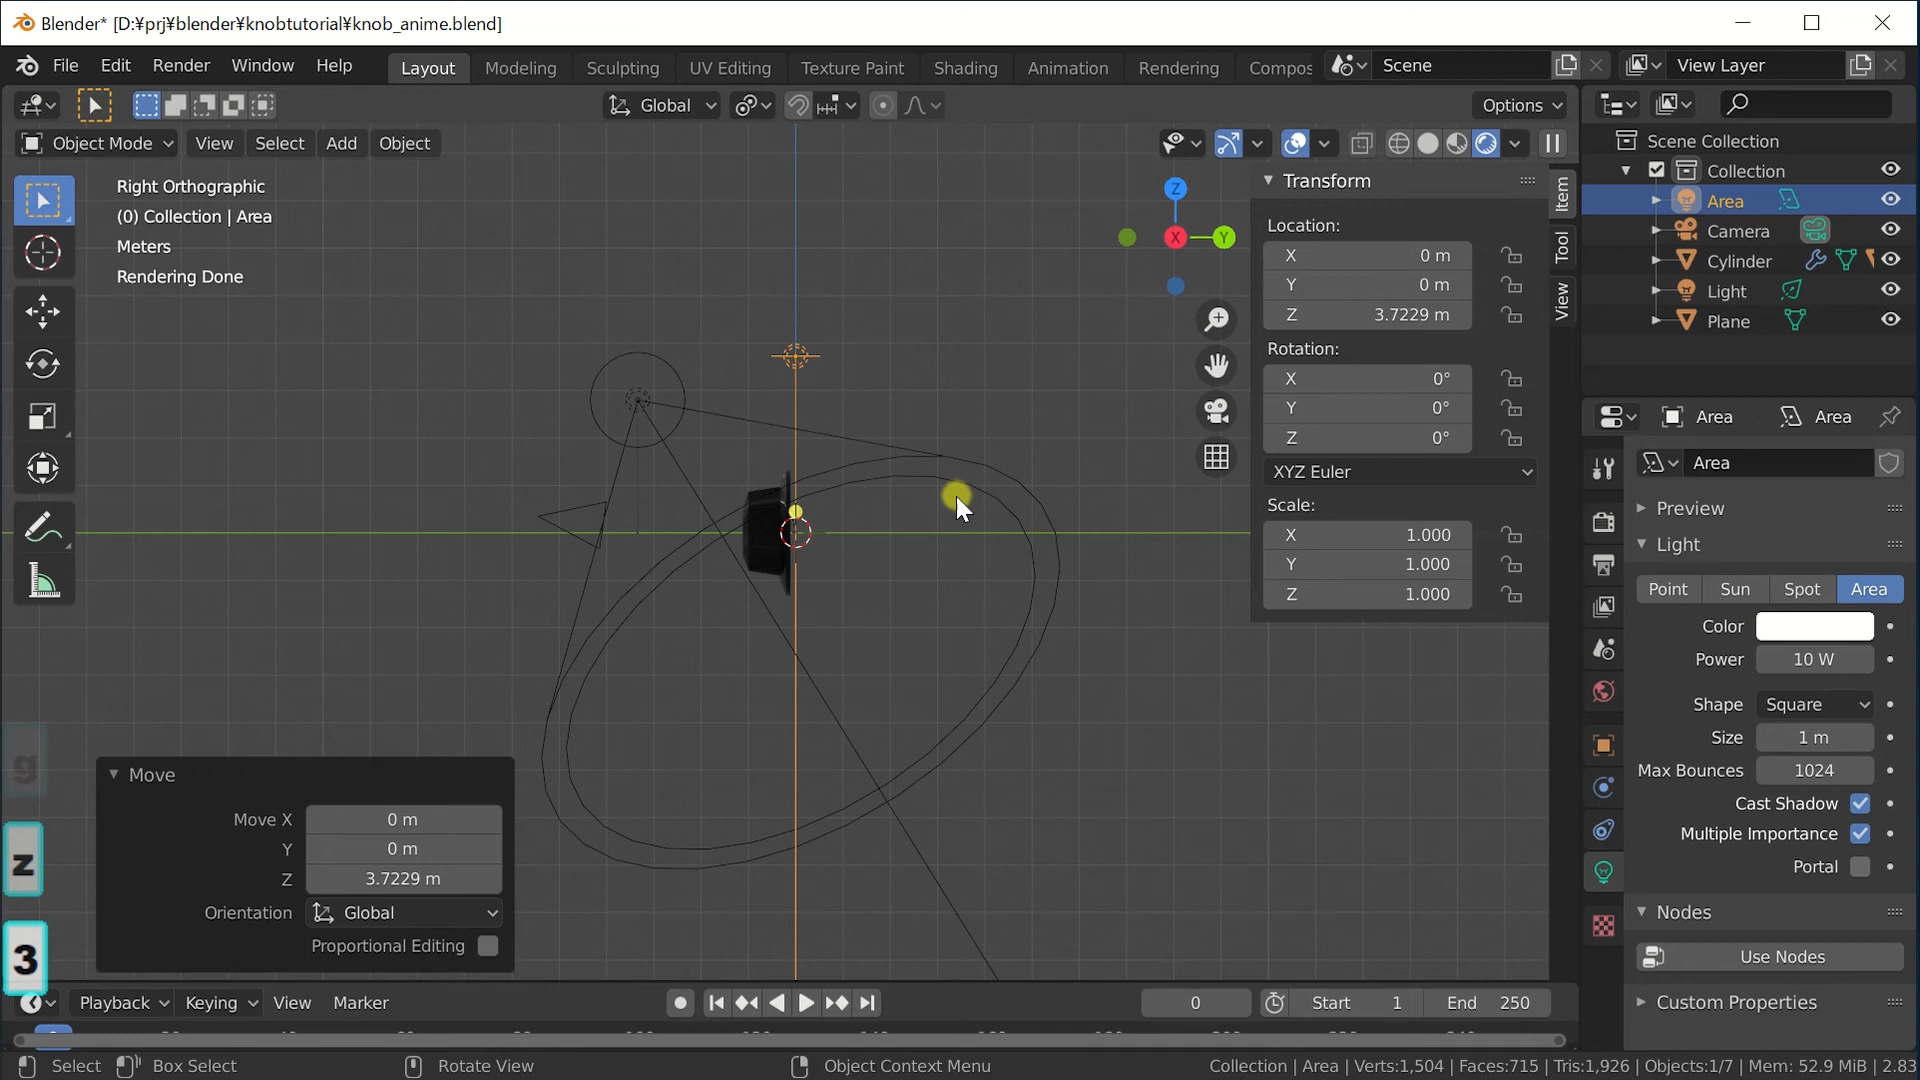 Blender* [D:¥prj¥blender¥knobtutorial¥knob_anime.blend]
File Edit Render Window Help Layout Modeling Sculpting UV Editing Texture Paint Shading Animation Rendering Compos Scene View Layer
Global Options
Object Mode View Select Add Object
Right Orthographic
(0) Collection | Area
Meters
Rendering Done
Z
X
Y
Transform
Location:
X 0 m
Y 0 m
Z 3.7229 m
Rotation:
X 0°
Y 0°
Z 0°
XYZ Euler
Scale:
X 1.000
Y 1.000
Z 1.000
Item
Tool
View
Scene Collection
Collection
Area
Camera
Cylinder
Light
Plane
Area Area
Area
Preview
Light
Point Sun Spot Area
Color
Power 10 W
Shape Square
Size 1 m
Max Bounces 1024
Cast Shadow
Multiple Importance
Portal
Nodes
Use Nodes
Custom Properties
g
z
3
Move
Move X 0 m
Y 0 m
Z 3.7229 m
Orientation Global
Proportional Editing
Playback Keying View Marker 0 Start 1 End 250
Select Box Select Rotate View Object Context Menu Collection | Area | Verts:1,504 | Faces:715 | Tris:1,926 | Objects:1/7 | Mem: 52.9 MiB | 2.83